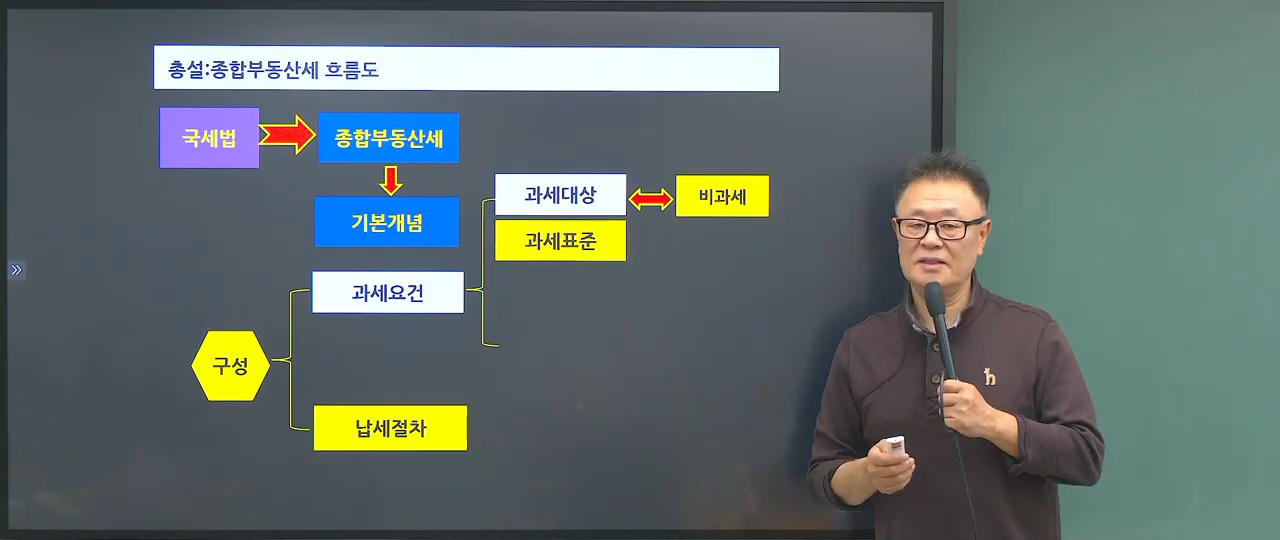 총설:종합부동산세 흐름도
국세법
종합부동산세
기본개념
과세대상
비과세
과세표준
과세요건
구성
납세절차
h